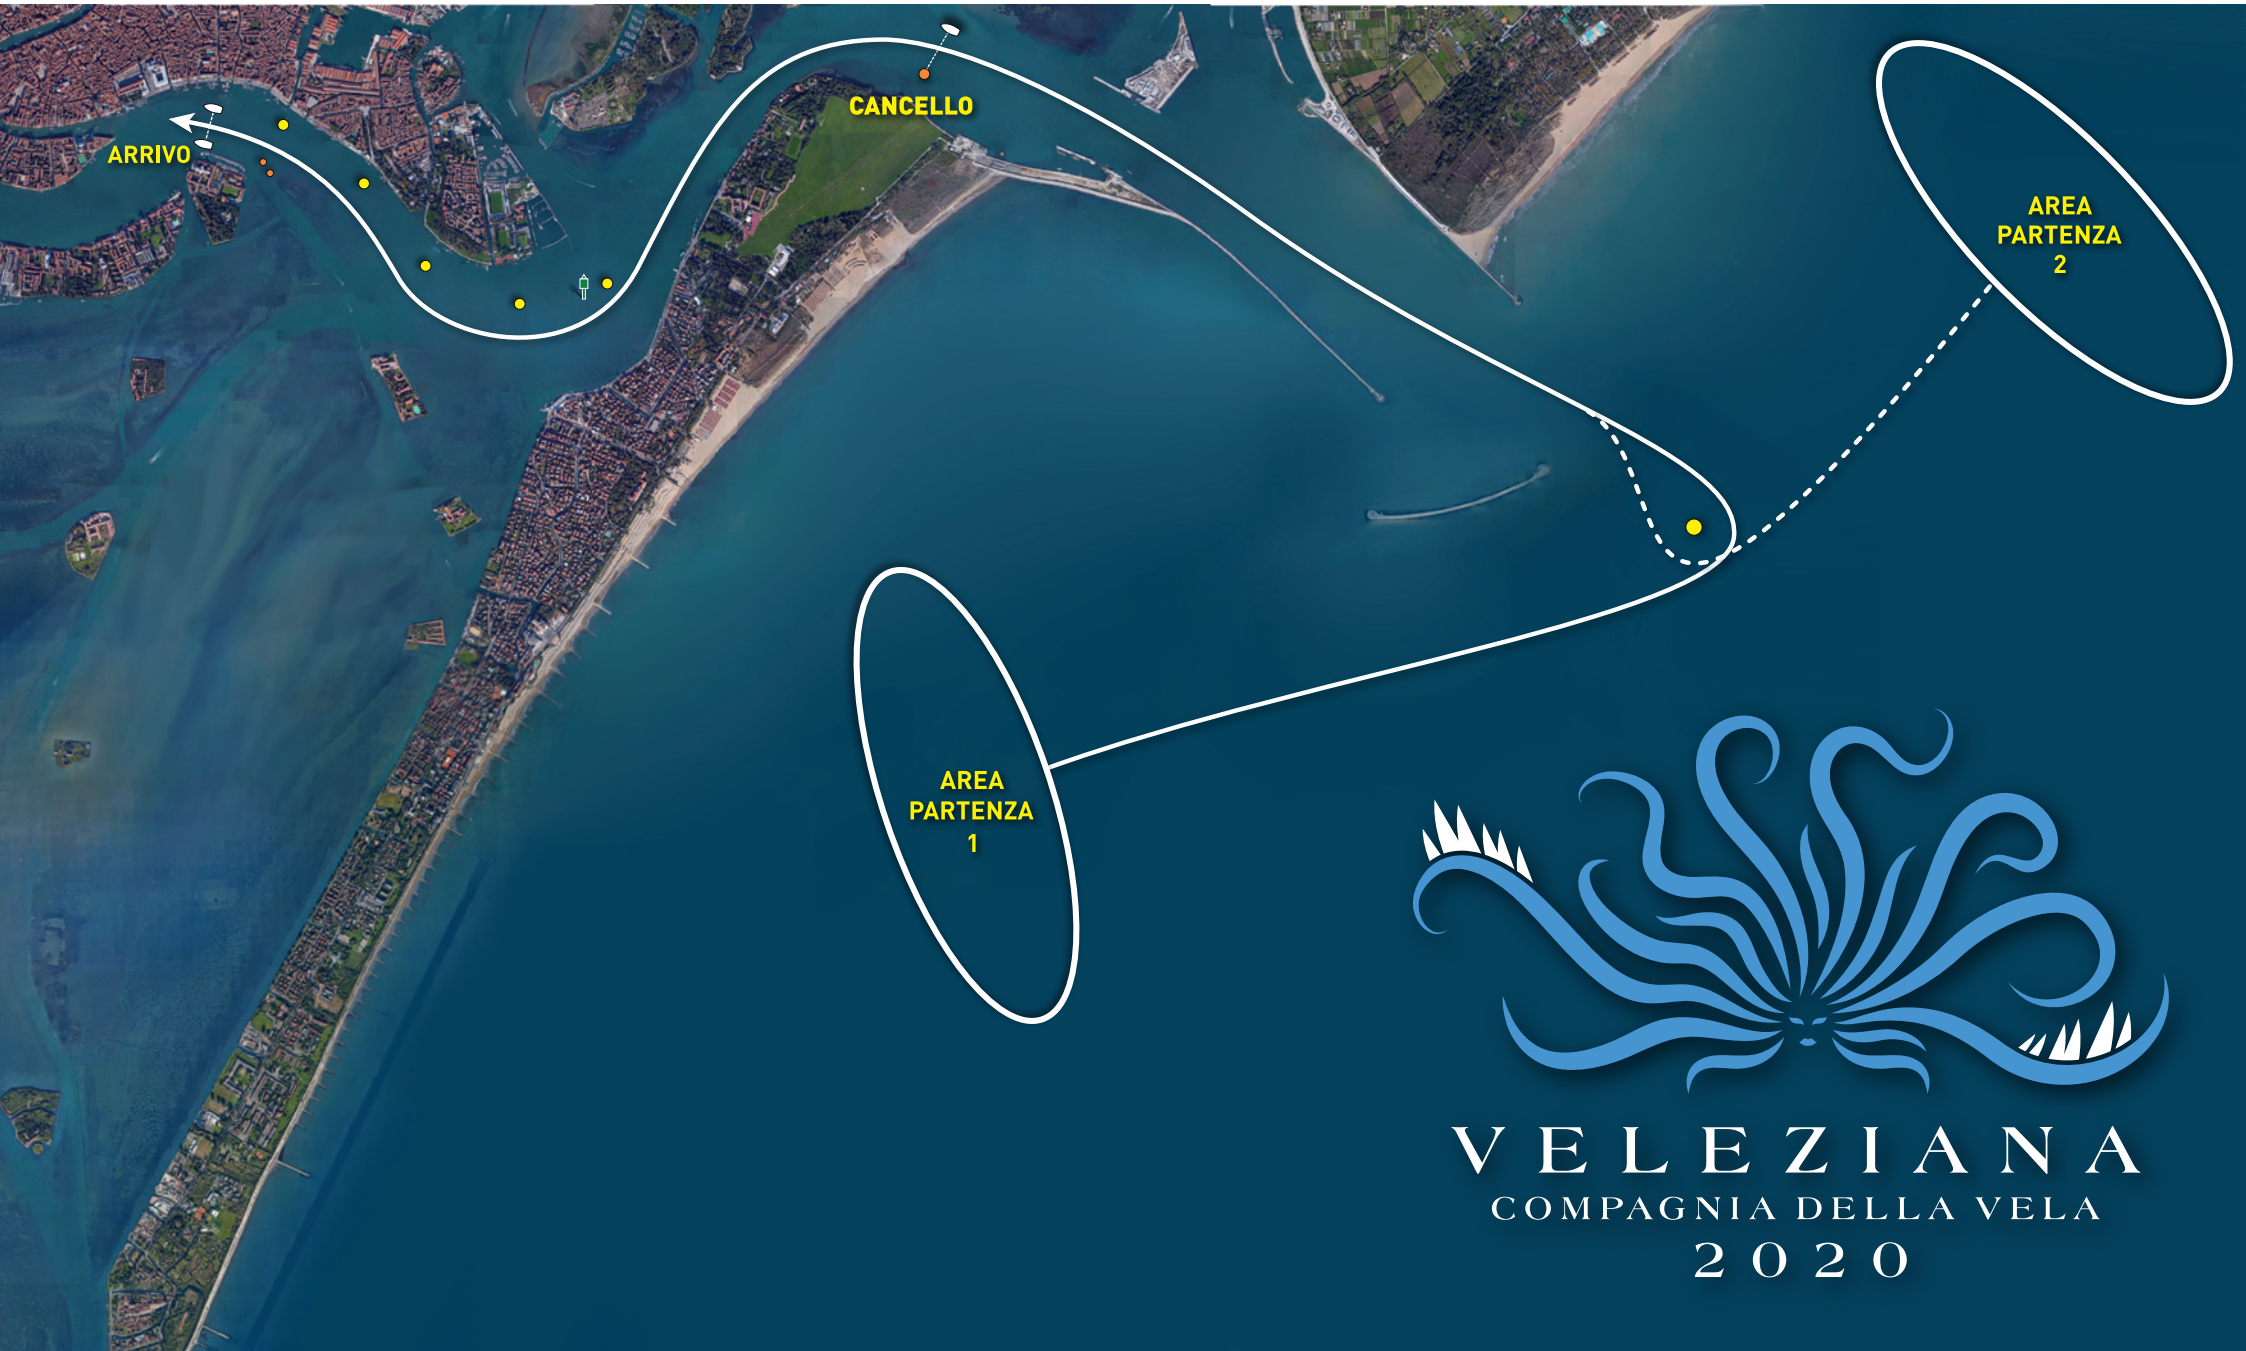 CANCELLO
ARRIVO
AREA
PARTENZA
2
AREA
PARTENZA
1
VELEZIANA
COMPAGNIA DELLA VELA
2020